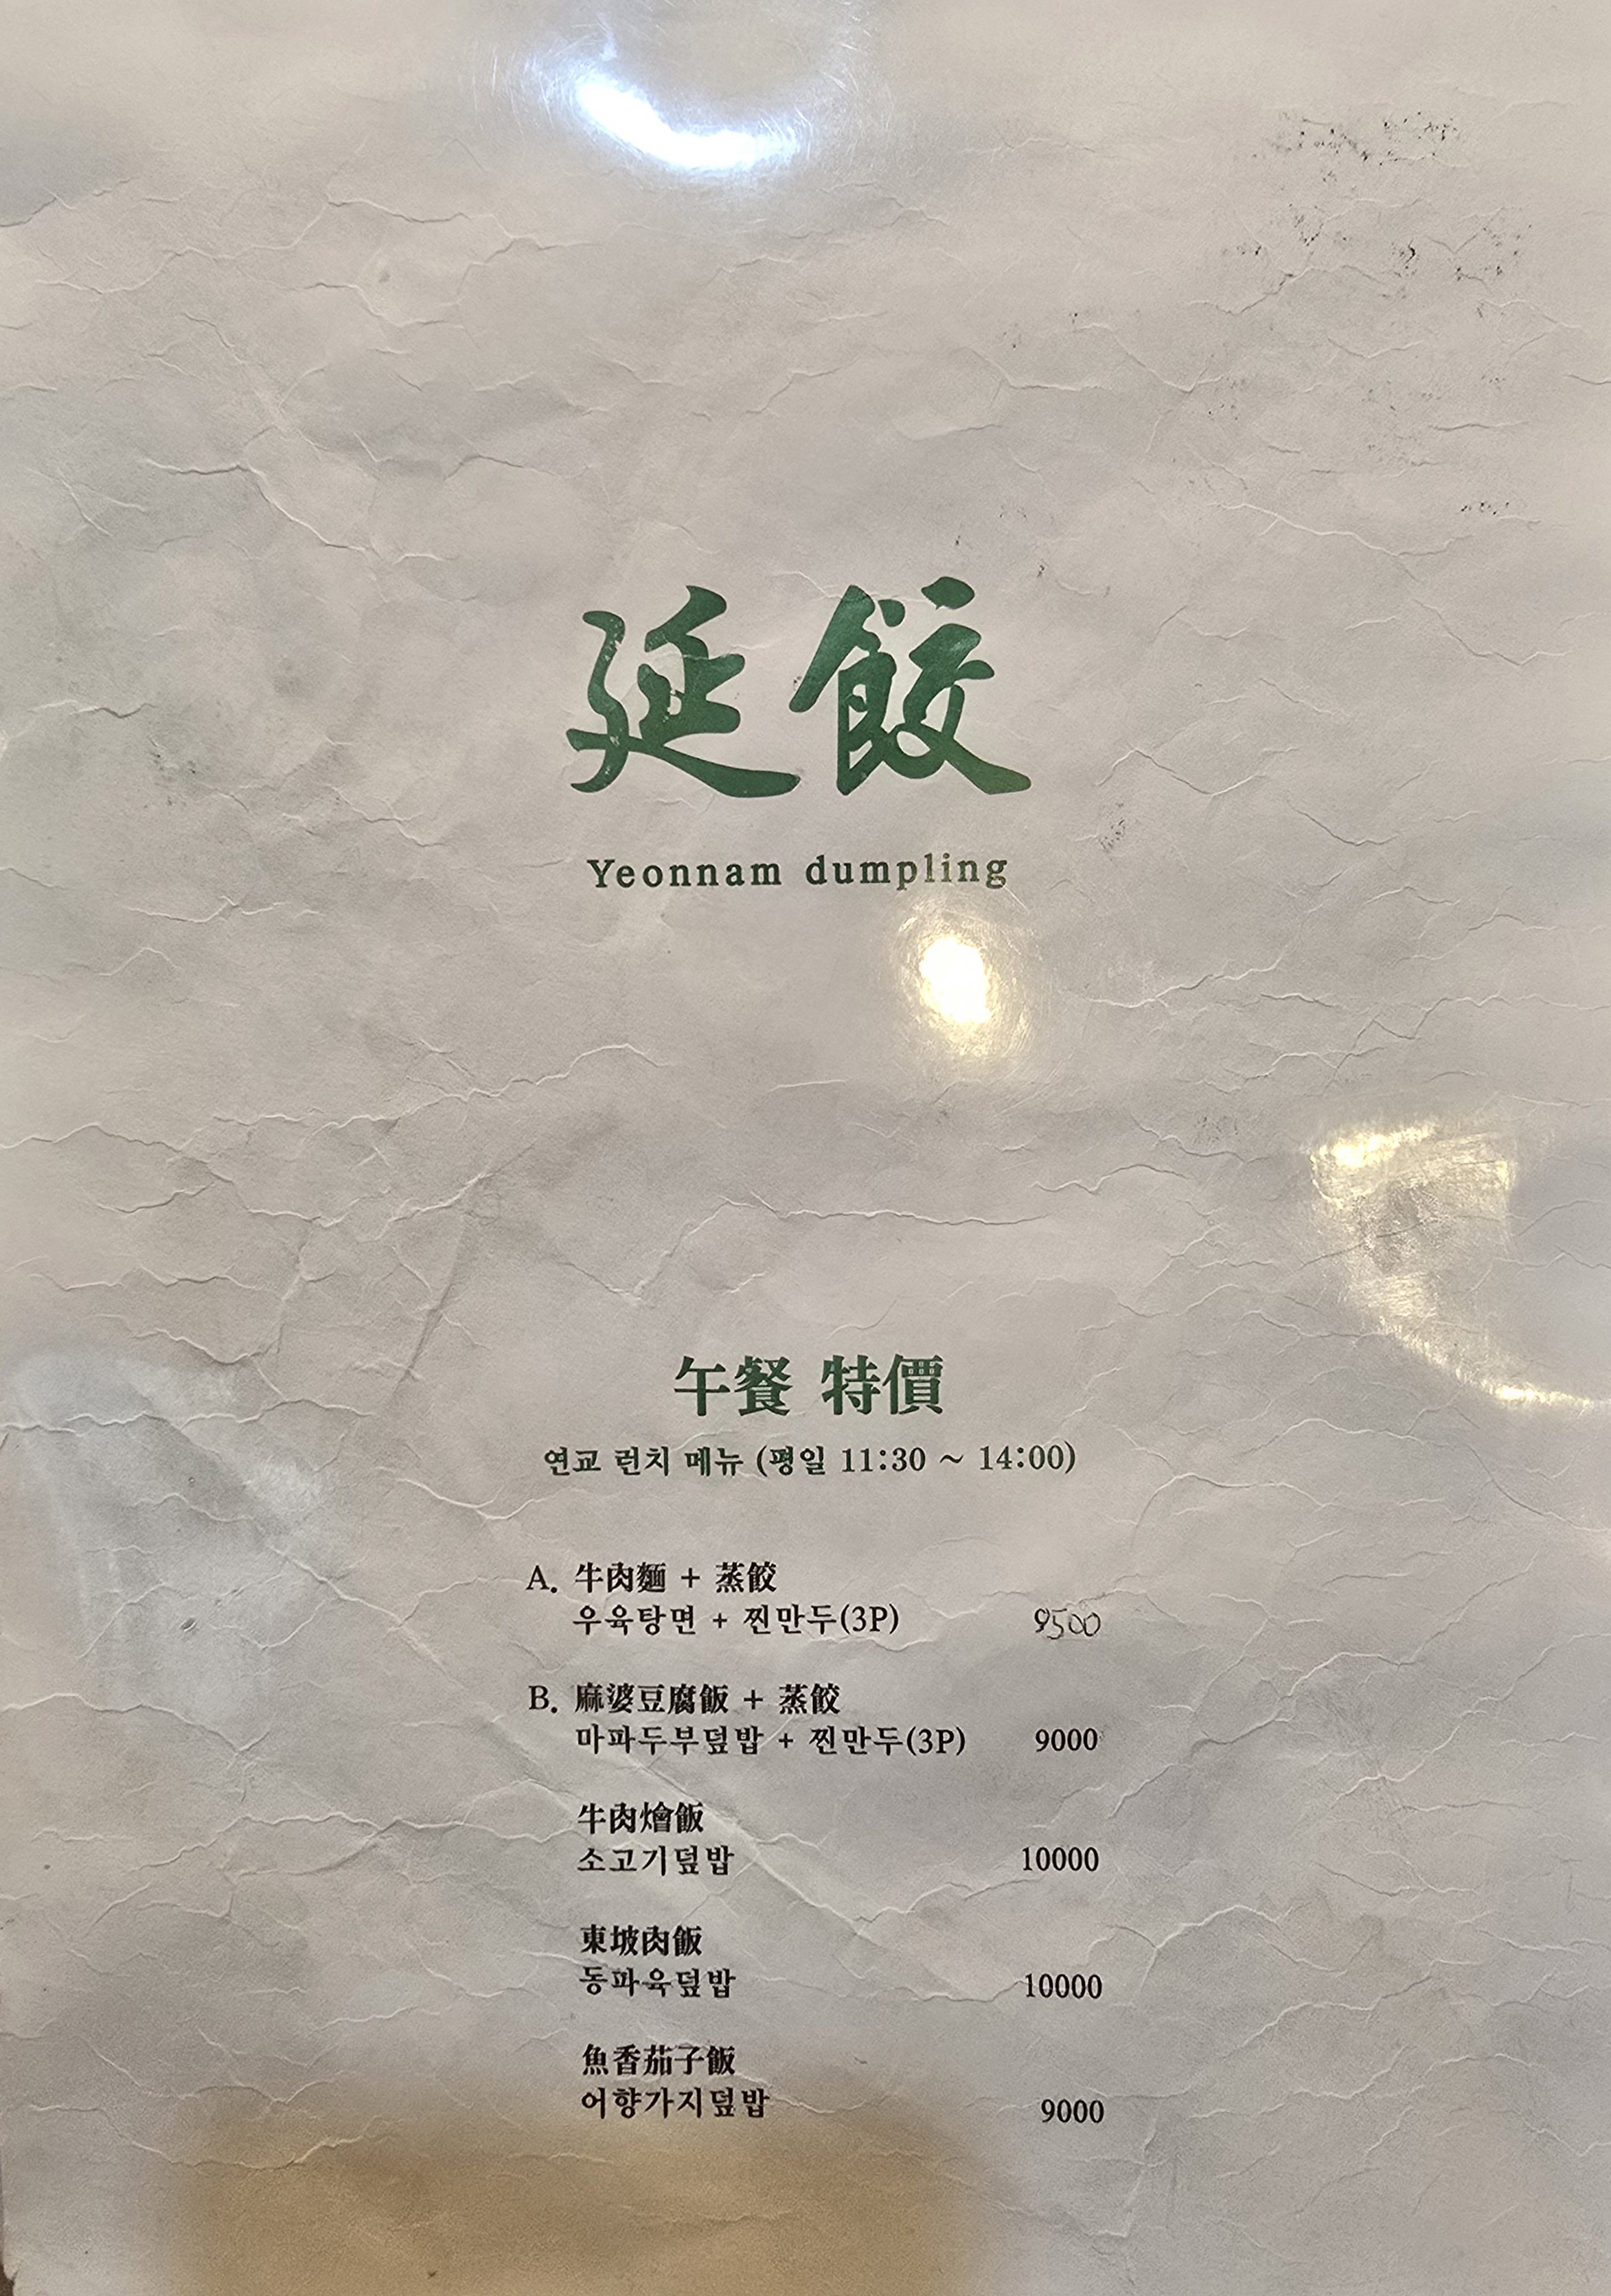 延餃
Yeonnam dumpling
午餐 特價
연교 런치 메뉴 (평일 11:30 ~ 14:00)
A. 牛肉麵 + 蒸餃
우육탕면 + 찐만두(3P) 9500
B. 麻婆豆腐飯 + 蒸餃
마파두부덮밥 + 찐만두(3P) 9000
牛肉燴飯
소고기덮밥 10000
東坡肉飯
동파육덮밥 10000
魚香茄子飯
어향가지덮밥 9000